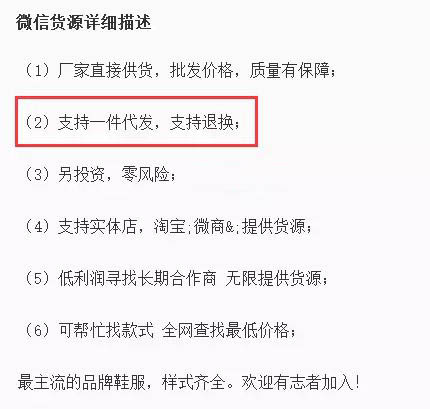 微信货源详细描述
（1）厂家直接供货，批发价格，质量有保障；
（2）支持一件代发，支持退换；
（3）另投资，零风险；
（4）支持实体店，淘宝;微商&;提供货源；
（5）低利润寻找长期合作商 无限提供货源；
（6）可帮忙找款式 全网查找最低价格；
最主流的品牌鞋服，样式齐全。欢迎有志者加入！